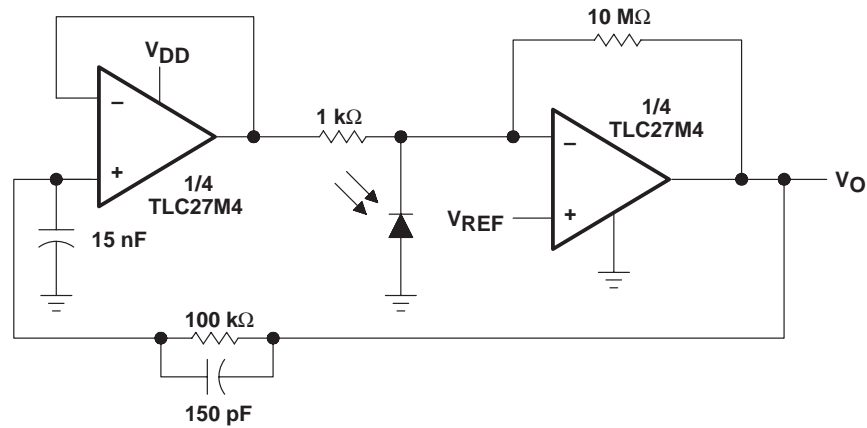 10 MΩ
VDD
–
+
1/4
TLC27M4
15 nF
1 kΩ
–
+
1/4
TLC27M4
VREF
VO
100 kΩ
150 pF